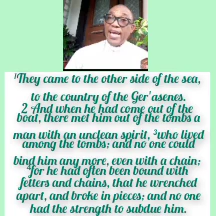 ¹They came to the other side of the sea,
to the country of the Ger'asenes.
2 And when he had come out of the
boat, there met him out of the tombs a
man with an unclean spirit, ³who lived
among the tombs; and no one could
bind him any more, even with a chain;
⁴for he had often been bound with
fetters and chains, that he wrenched
apart, and broke in pieces; and no one
had the strength to subdue him.